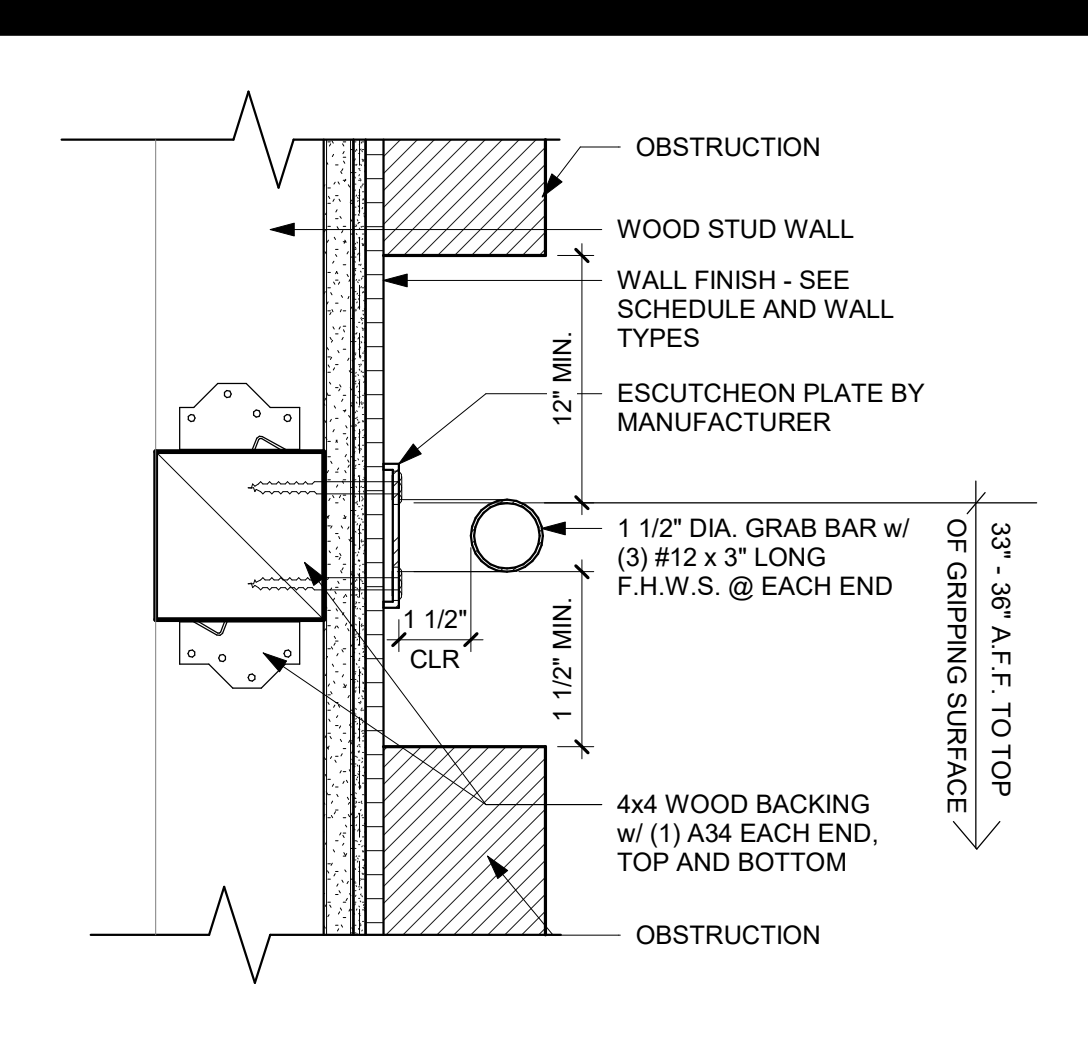 OBSTRUCTION
WOOD STUD WALL
WALL FINISH - SEE
SCHEDULE AND WALL
TYPES
12" MIN.
ESCUTCHEON PLATE BY
MANUFACTURER
1 1/2" DIA. GRAB BAR w/
(3) #12 x 3" LONG
F.H.W.S. @ EACH END
33" - 36" A.F.F. TO TOP
OF GRIPPING SURFACE
1 1/2"
CLR
1 1/2" MIN.
4x4 WOOD BACKING
w/ (1) A34 EACH END,
TOP AND BOTTOM
OBSTRUCTION